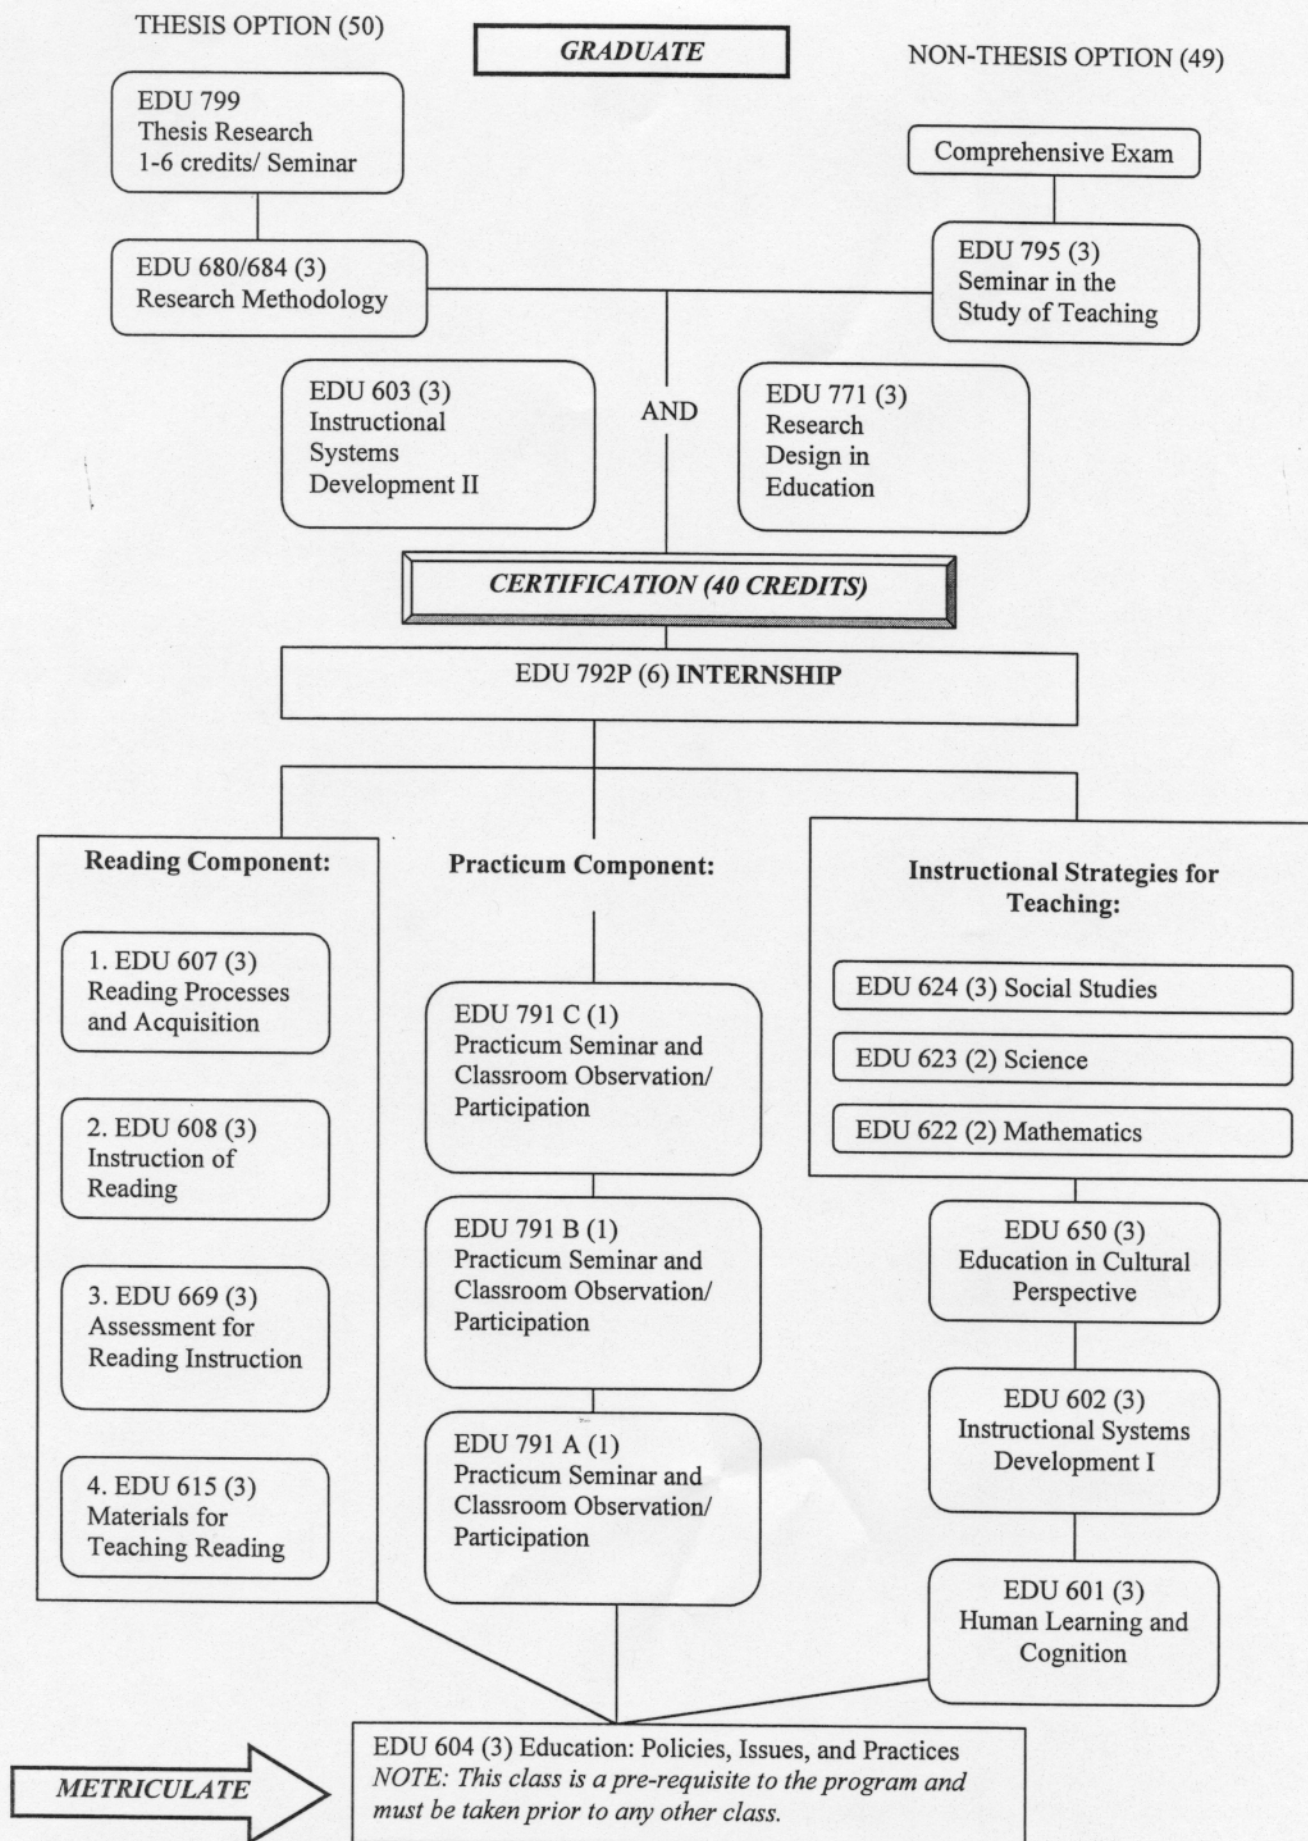 THESIS OPTION (50)
GRADUATE
NON-THESIS OPTION (49)
EDU 799
Thesis Research
1-6 credits/ Seminar
Comprehensive Exam
EDU 680/684 (3)
Research Methodology
EDU 795 (3)
Seminar in the
Study of Teaching
EDU 603 (3)
Instructional
Systems
Development II
AND
EDU 771 (3)
Research
Design in
Education
CERTIFICATION (40 CREDITS)
EDU 792P (6) INTERNSHIP
Reading Component:
1. EDU 607 (3)
Reading Processes
and Acquisition
2. EDU 608 (3)
Instruction of
Reading
3. EDU 669 (3)
Assessment for
Reading Instruction
4. EDU 615 (3)
Materials for
Teaching Reading
Practicum Component:
EDU 791 C (1)
Practicum Seminar and
Classroom Observation/
Participation
EDU 791 B (1)
Practicum Seminar and
Classroom Observation/
Participation
EDU 791 A (1)
Practicum Seminar and
Classroom Observation/
Participation
Instructional Strategies for
Teaching:
EDU 624 (3) Social Studies
EDU 623 (2) Science
EDU 622 (2) Mathematics
EDU 650 (3)
Education in Cultural
Perspective
EDU 602 (3)
Instructional Systems
Development I
EDU 601 (3)
Human Learning and
Cognition
METRICULATE
EDU 604 (3) Education: Policies, Issues, and Practices
NOTE: This class is a pre-requisite to the program and
must be taken prior to any other class.